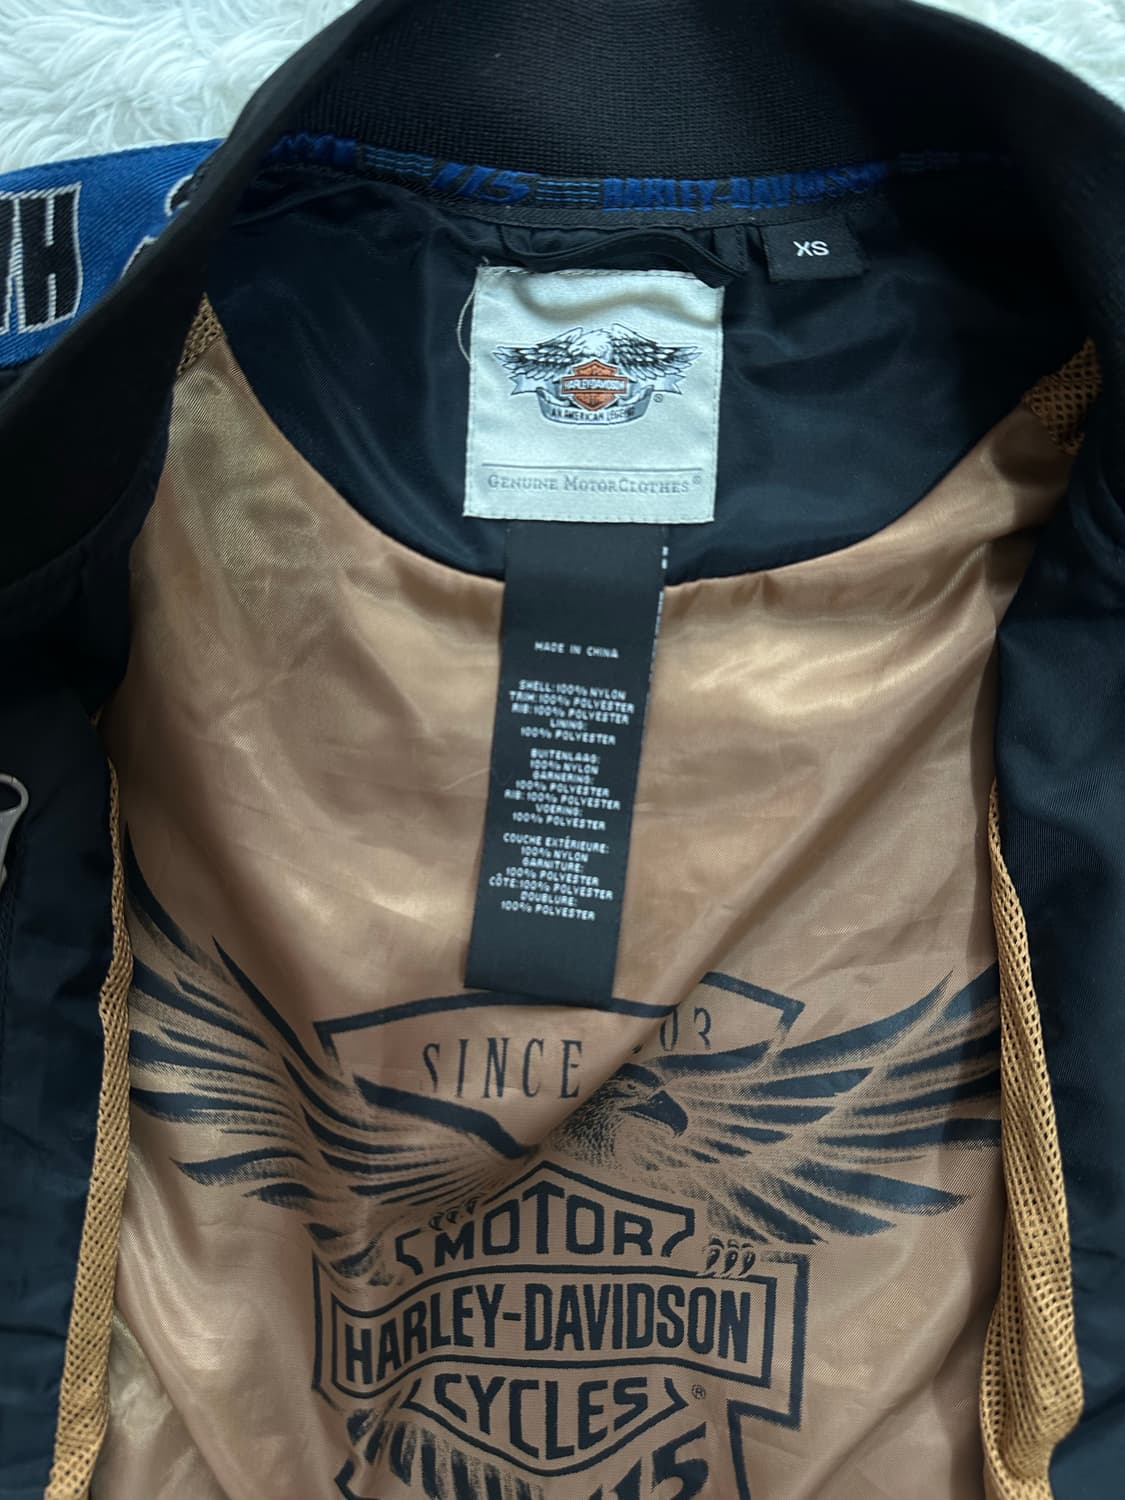 115 HARLEY-DAVIDSON
XS
H
HARLEY-DAVIDSON
AN AMERICAN LEGEND
®
GENUINE MOTORCLOTHES®
MADE IN CHINA
SHELL:100% NYLON
TRIM:100% POLYESTER
RIB:100% POLYESTER
LINING:
100% POLYESTER
BUITENLAAG:
100% NYLON
GARNERING:
100% POLYESTER
RIB:100% POLYESTER
VOERING:
100% POLYESTER
COUCHE EXTÉRIEURE:
100% NYLON
GARNITURE:
100% POLYESTER
CÔTE:100% POLYESTER
DOUBLURE:
100% POLYESTER
SINCE 03
MOTOR
HARLEY-DAVIDSON
CYCLES
®
115